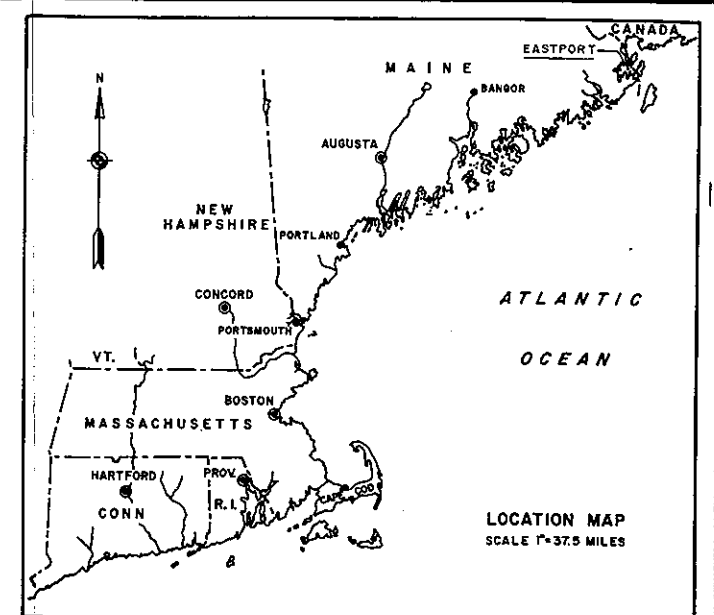 CANADA
EASTPORT
MAINE
N
BANGOR
AUGUSTA
NEW
HAMPSHIRE
PORTLAND
CONCORD
ATLANTIC
PORTSMOUTH
OCEAN
VT.
BOSTON
MASSACHUSETTS
HARTFORD
PROV.
CAPE COD
R.I.
CONN
LOCATION MAP
SCALE 1"=37.5 MILES